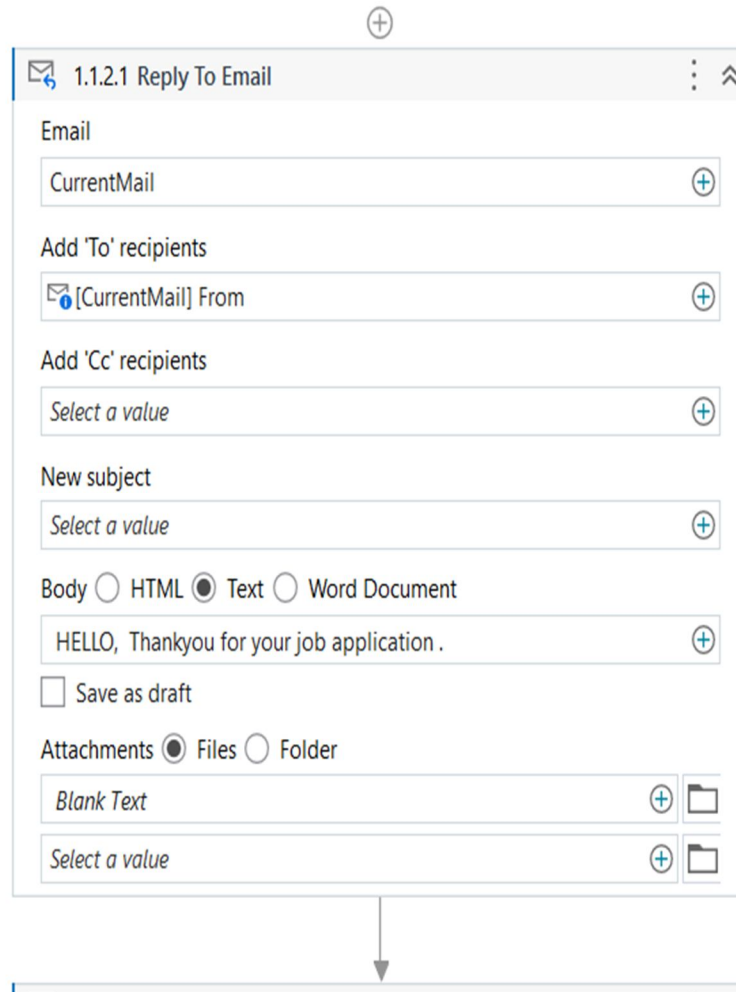 1.1.2.1 Reply To Email
Email
CurrentMail
Add 'To' recipients
[CurrentMail] From
Add 'Cc' recipients
Select a value
New subject
Select a value
Body HTML Text Word Document
HELLO, Thankyou for your job application .
Save as draft
Attachments Files Folder
Blank Text
Select a value